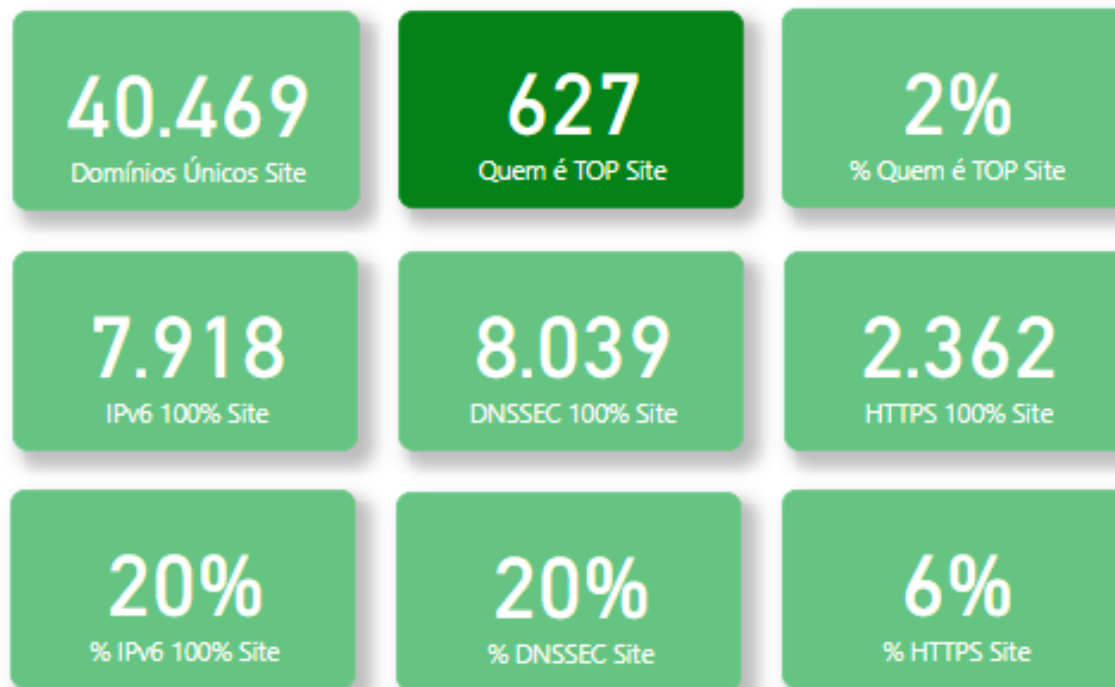 40.469
Domínios Únicos Site
627
Quem é TOP Site
2%
% Quem é TOP Site
7.918
IPv6 100% Site
8.039
DNSSEC 100% Site
2.362
HTTPS 100% Site
20%
% IPv6 100% Site
20%
% DNSSEC Site
6%
% HTTPS Site